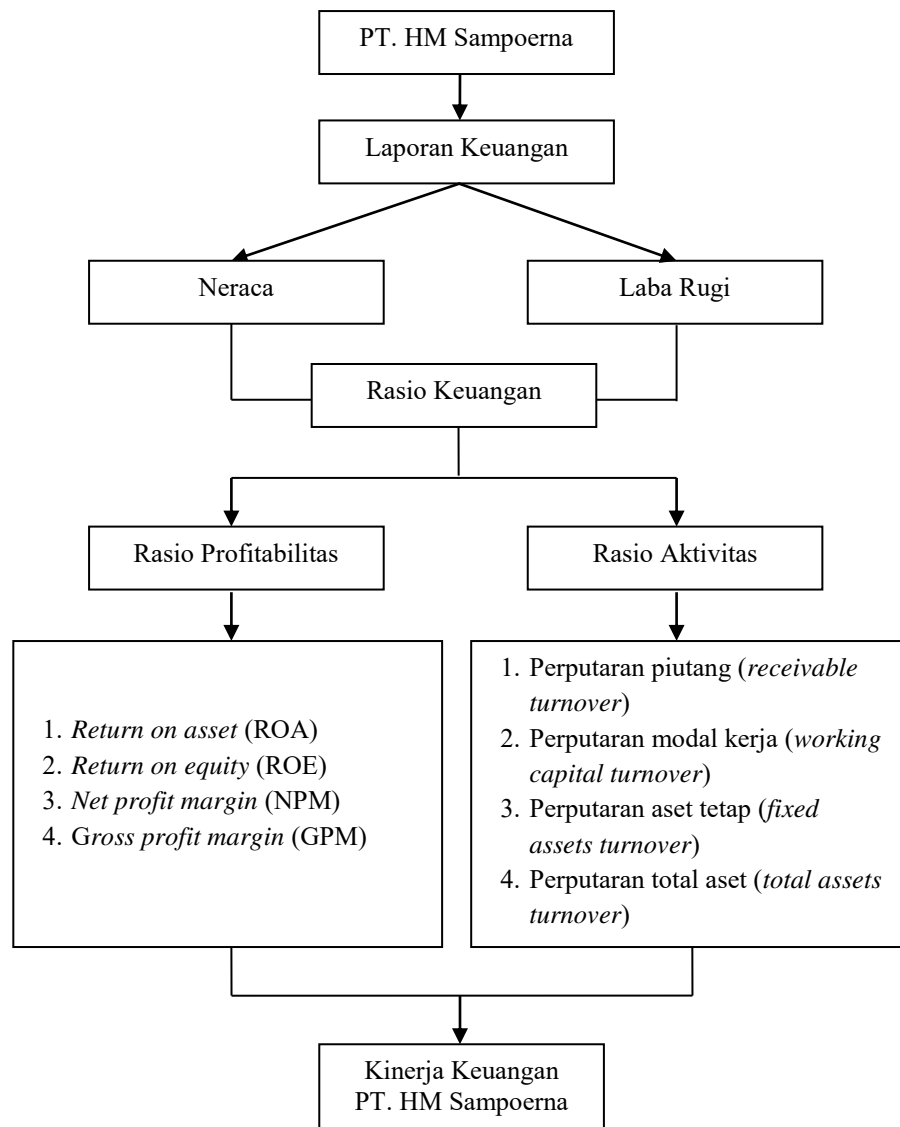 PT. HM Sampoerna
Laporan Keuangan
Neraca
Laba Rugi
Rasio Keuangan
Rasio Profitabilitas
Rasio Aktivitas
1. Return on asset (ROA)
2. Return on equity (ROE)
3. Net profit margin (NPM)
4. Gross profit margin (GPM)
1. Perputaran piutang (receivable
turnover)
2. Perputaran modal kerja (working
capital turnover)
3. Perputaran aset tetap (fixed
assets turnover)
4. Perputaran total aset (total assets
turnover)
Kinerja Keuangan
PT. HM Sampoerna